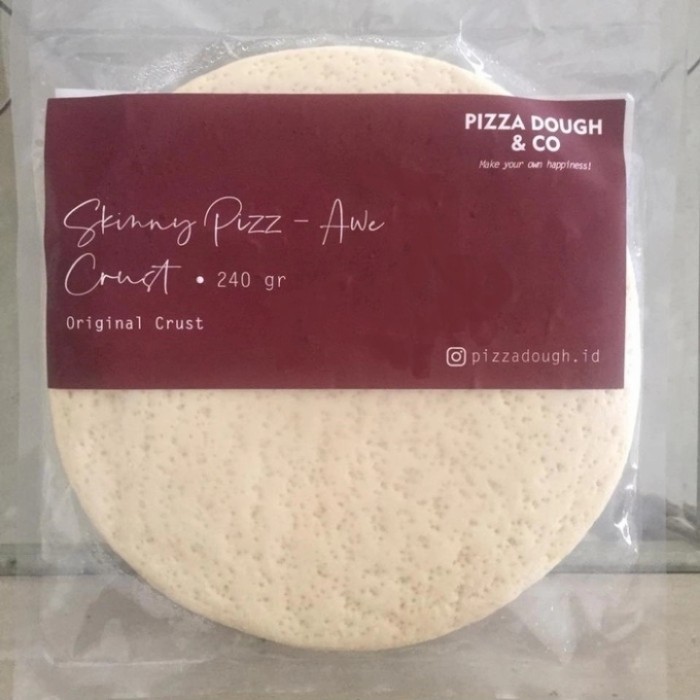 PIZZA DOUGH
& CO
Make your own happiness!
Skinny Pizz - Awe
Crust • 240 gr
Original Crust
pizzadough.id